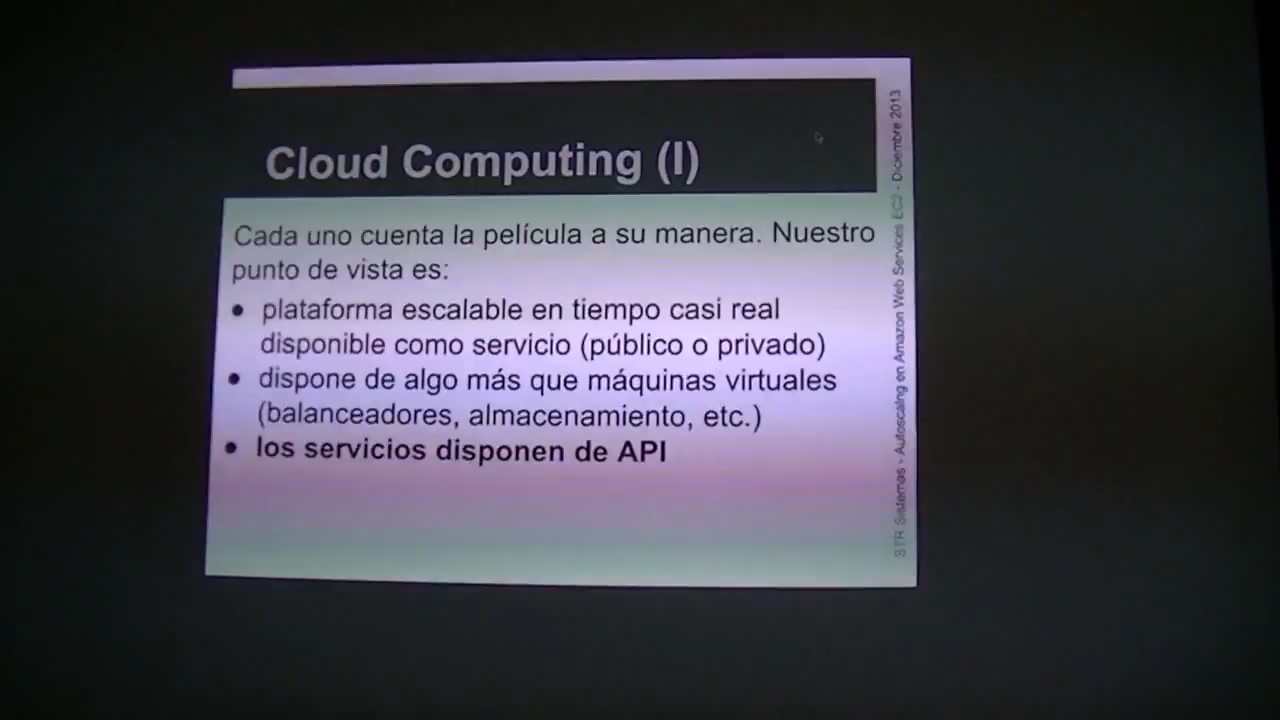 Cloud Computing (I)
Cada uno cuenta la película a su manera. Nuestro
punto de vista es:
• plataforma escalable en tiempo casi real
disponible como servicio (público o privado)
• dispone de algo más que máquinas virtuales
(balanceadores, almacenamiento, etc.)
• los servicios disponen de API
STR Sistemas - Autoscalng en Amazon Web Services EC2 - Diciembre 2013